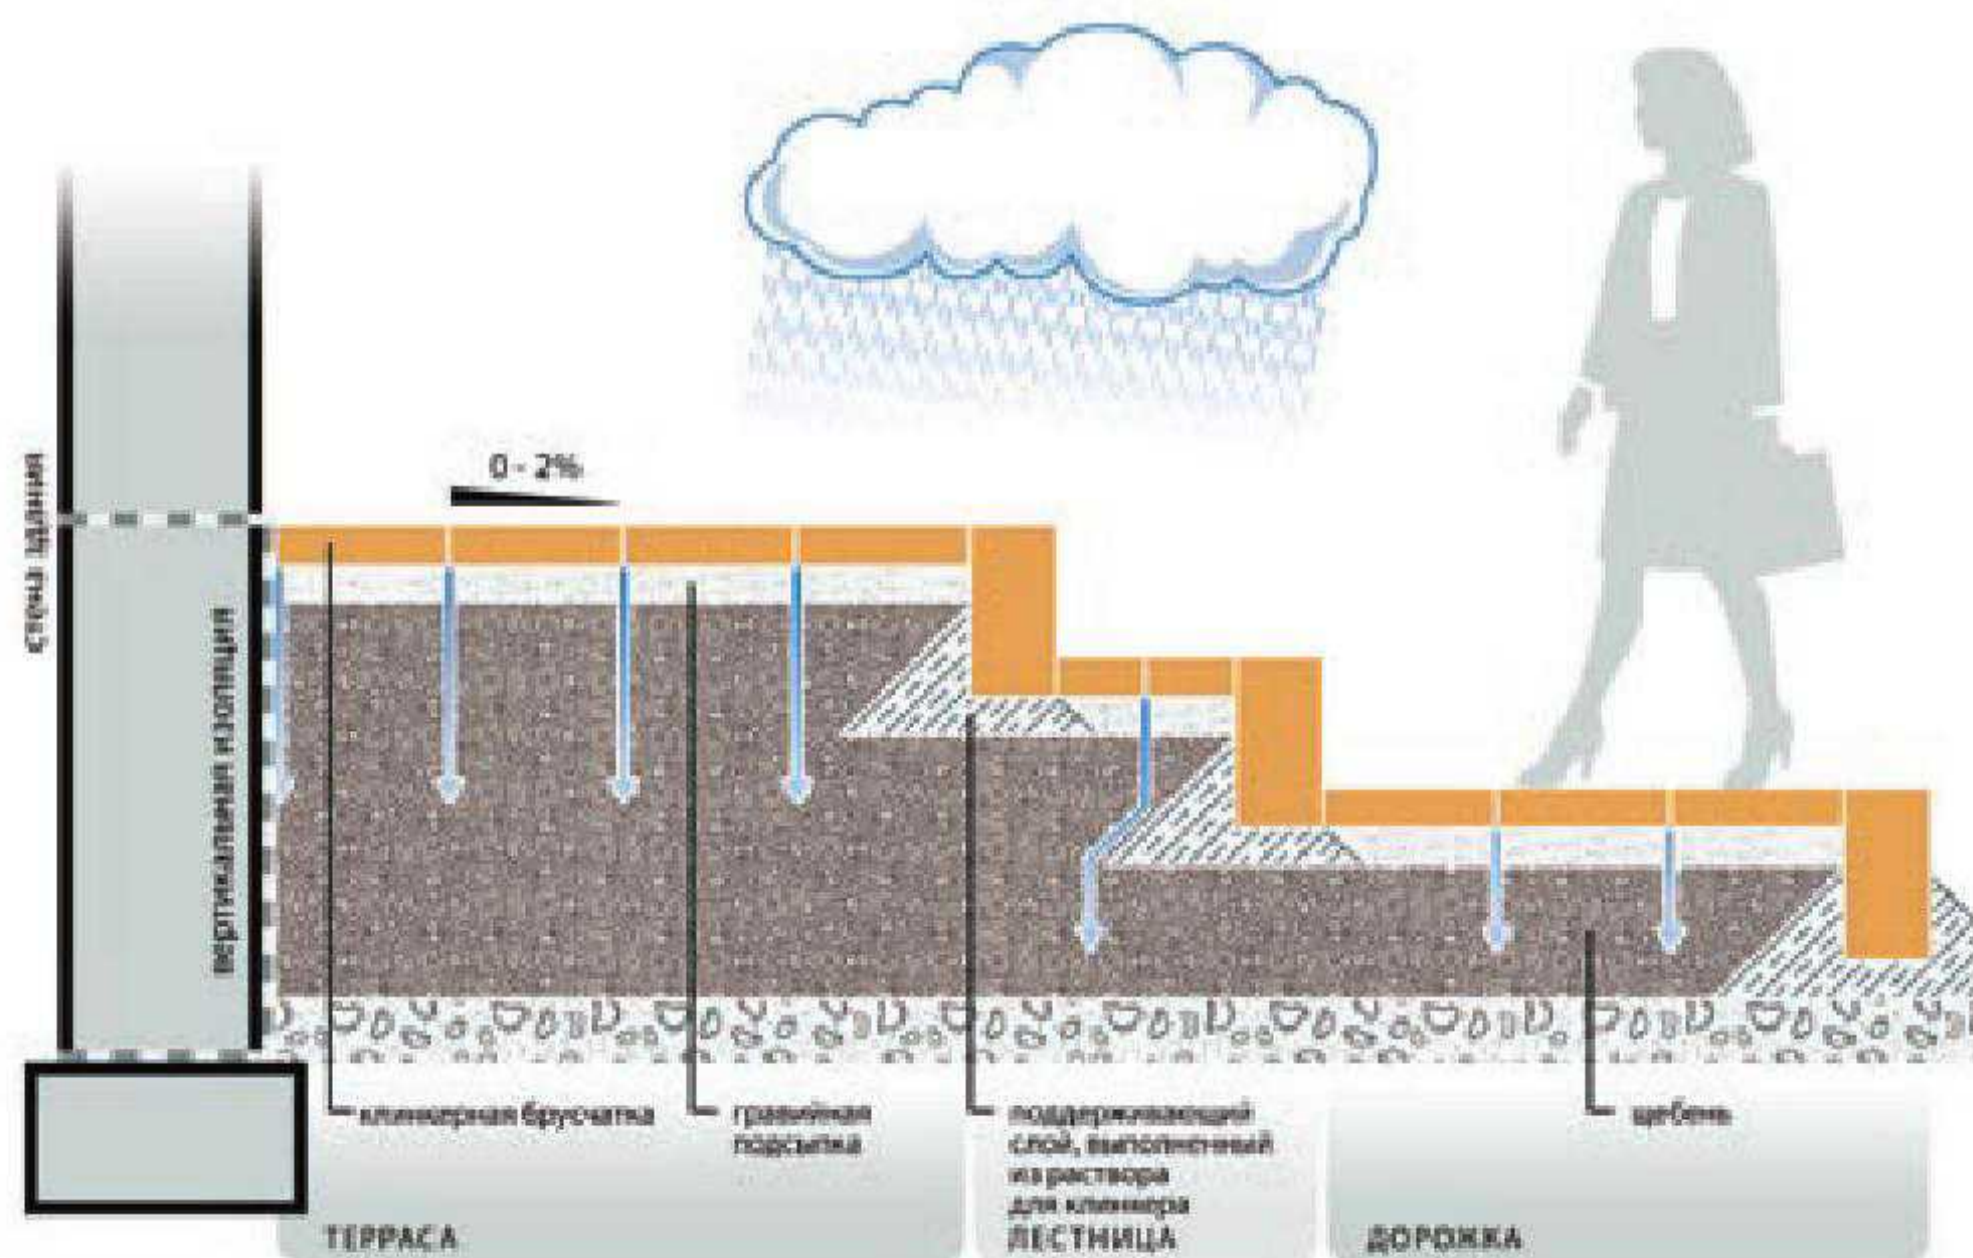 0 - 2%
стена здания
вертикальная изоляция
клинкерная брусчатка
гравийная
подсыпка
поддерживающий
слой, выполненный
из раствора
для клинкера
щебень
ТЕРРАСА
ЛЕСТНИЦА
ДОРОЖКА